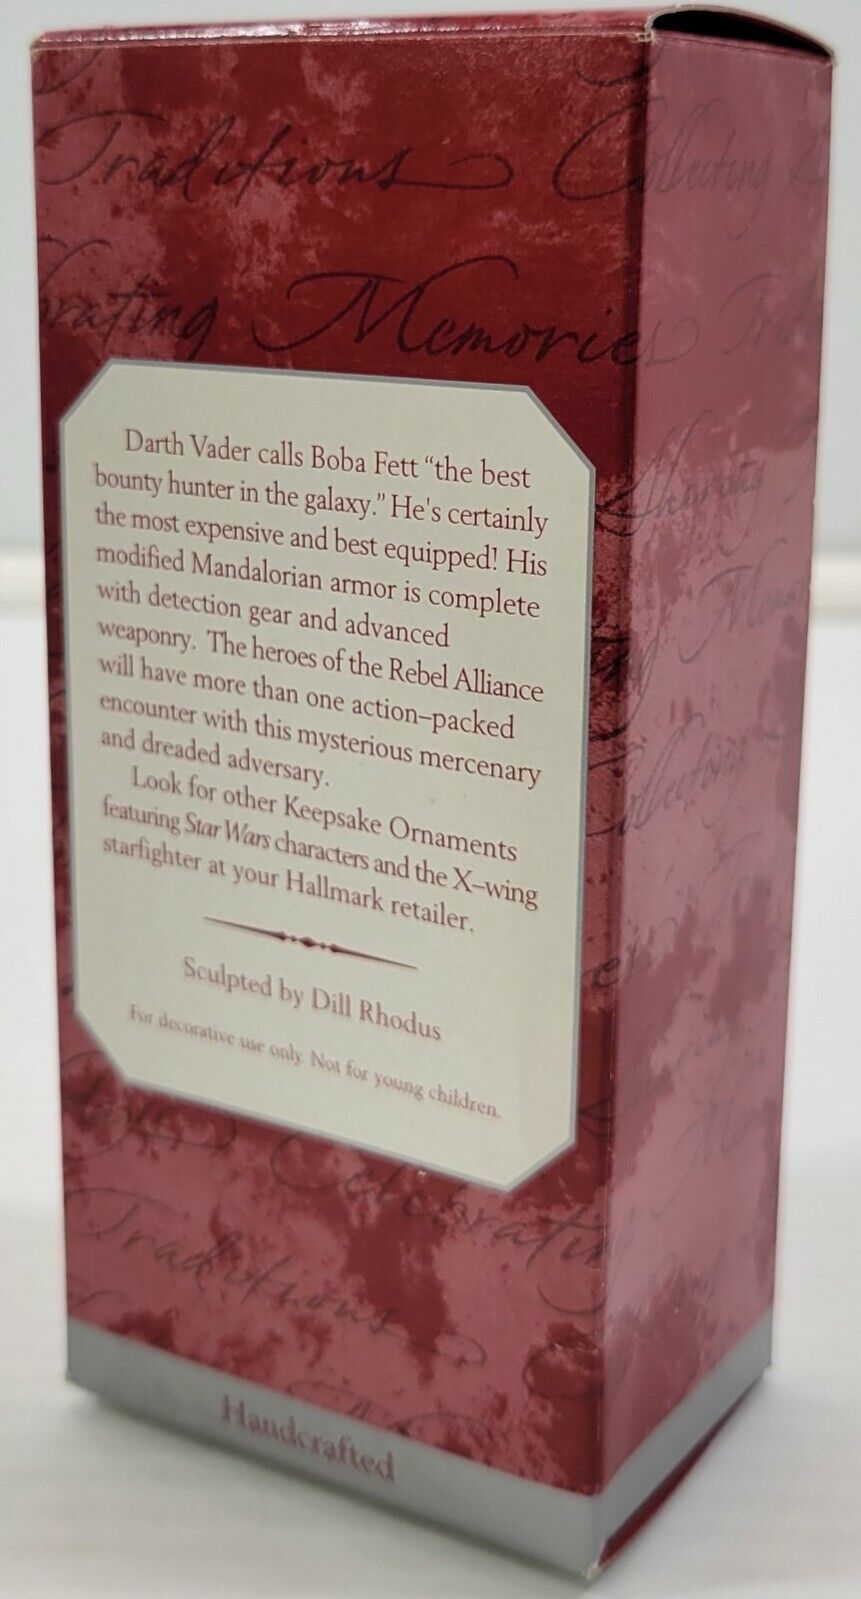 Traditions Collecting
Memories
Darth Vader calls Boba Fett “the best
bounty hunter in the galaxy.” He's certainly
the most expensive and best equipped! His
modified Mandalorian armor is complete
with detection gear and advanced
weaponry. The heroes of the Rebel Alliance
will have more than one action–packed
encounter with this mysterious mercenary
and dreaded adversary.
Look for other Keepsake Ornaments
featuring Star Wars characters and the X–wing
starfighter at your Hallmark retailer.
Sculpted by Dill Rhodus
For decorative use only. Not for young children.
Celebrating
Traditions
Handcrafted
Sharing